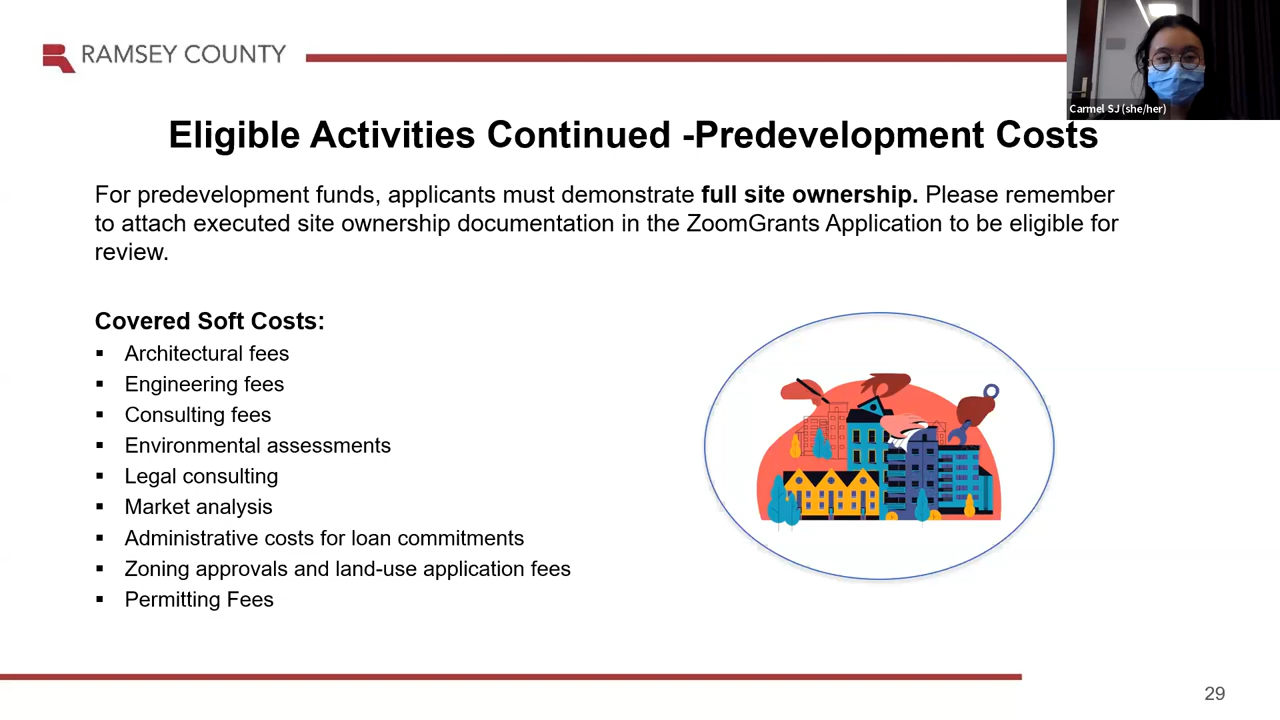 RAMSEY COUNTY
Carmel SJ (she/her)
Eligible Activities Continued -Predevelopment Costs
For predevelopment funds, applicants must demonstrate full site ownership. Please remember
to attach executed site ownership documentation in the ZoomGrants Application to be eligible for
review.
Covered Soft Costs:
▪ Architectural fees
▪ Engineering fees
▪ Consulting fees
▪ Environmental assessments
▪ Legal consulting
▪ Market analysis
▪ Administrative costs for loan commitments
▪ Zoning approvals and land-use application fees
▪ Permitting Fees
29